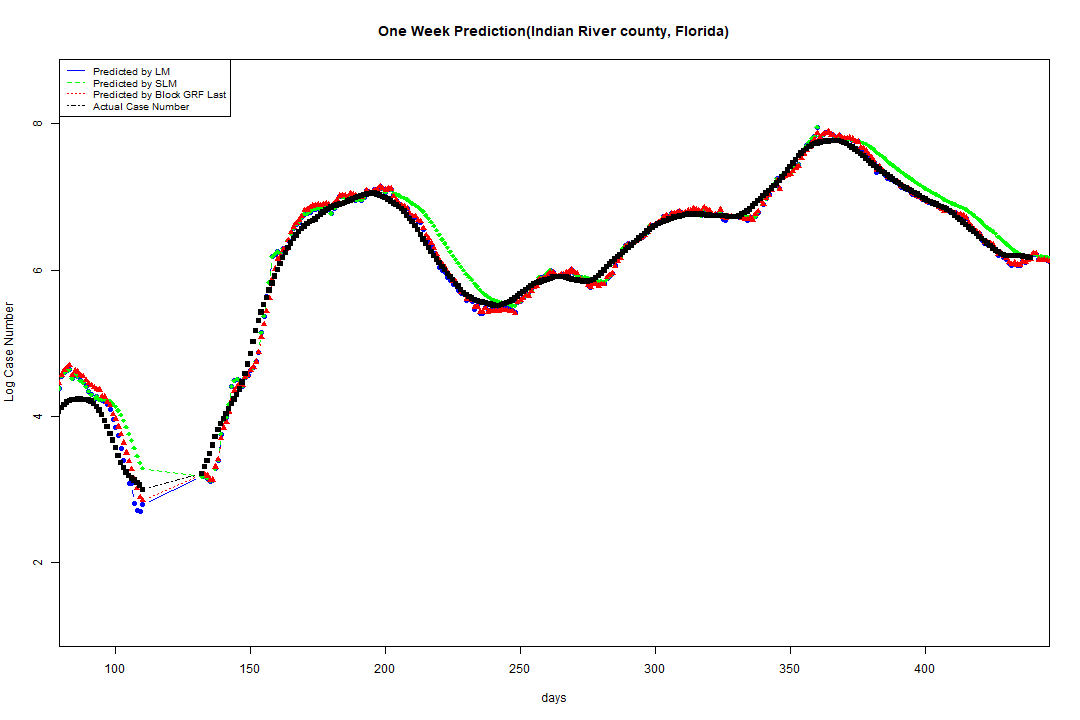 One Week Prediction(Indian River county, Florida)
Predicted by LM
Predicted by SLM
Predicted by Block GRF Last
Actual Case Number
Log Case Number
8
6
4
2
100 150 200 250 300 350 400
days